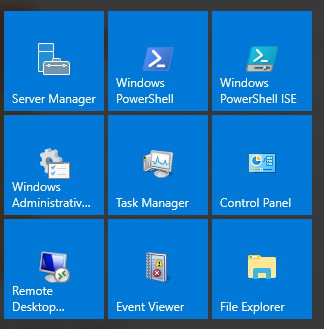 Server Manager
Windows
PowerShell
Windows
PowerShell ISE
Windows
Administrativ...
Task Manager
Control Panel
Remote
Desktop...
Event Viewer
File Explorer